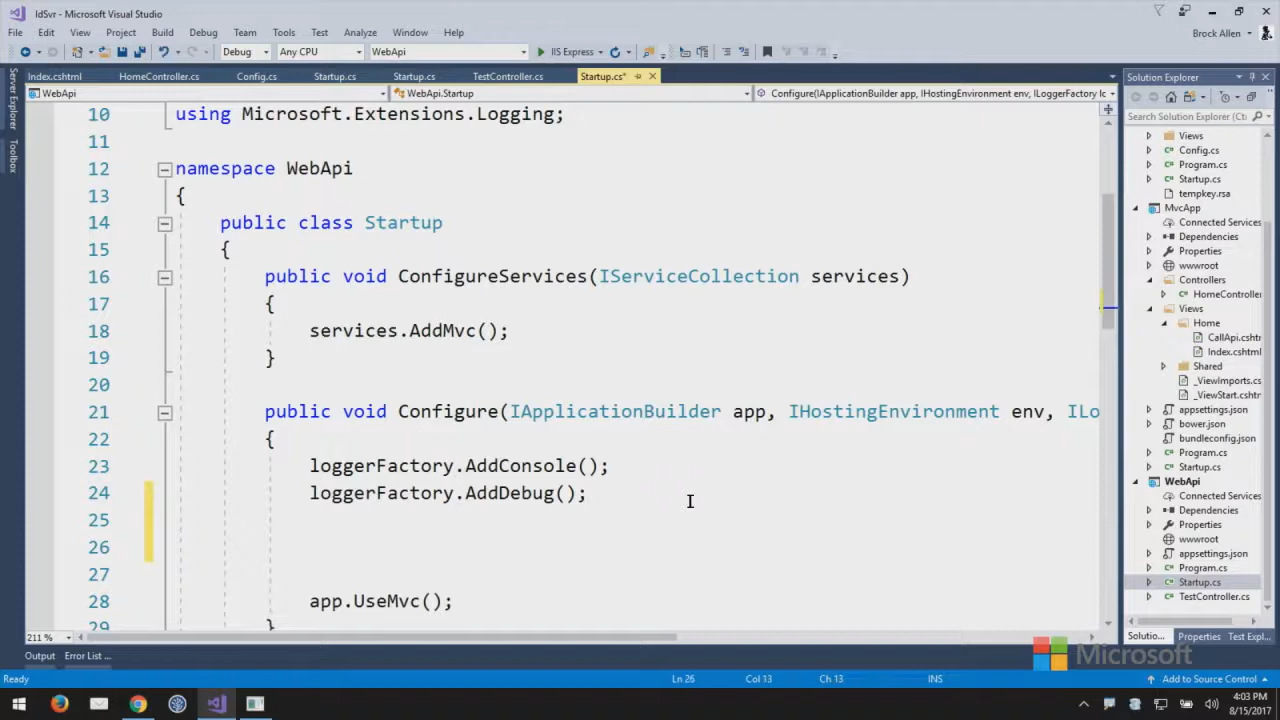 IdSvr - Microsoft Visual Studio
File Edit View Project Build Debug Team Tools Test Analyze Window Help
Brock Allen
Debug Any CPU WebApi IIS Express
Index.cshtml HomeController.cs Config.cs Startup.cs Startup.cs TestController.cs Startup.cs*
WebApi WebApi.Startup Configure(IApplicationBuilder app, IHostingEnvironment env, ILoggerFactory lc
Server Explorer
Toolbox
10 using Microsoft.Extensions.Logging;
11
12 namespace WebApi
13 {
14 public class Startup
15 {
16 public void ConfigureServices(IServiceCollection services)
17 {
18 services.AddMvc();
19 }
20
21 public void Configure(IApplicationBuilder app, IHostingEnvironment env, ILo
22 {
23 loggerFactory.AddConsole();
24 loggerFactory.AddDebug();
25
26
27
28 app.UseMvc();
29 }
211 %
Solution Explorer
Search Solution Explorer (Ct
Views
Config.cs
Program.cs
Startup.cs
tempkey.rsa
MvcApp
Connected Services
Dependencies
Properties
wwwroot
Controllers
HomeController
Views
Home
CallApi.cshtr
Index.cshtml
Shared
_ViewImports.cs
_ViewStart.cshtr
appsettings.json
bower.json
bundleconfig.json
Program.cs
Startup.cs
WebApi
Connected Services
Dependencies
Properties
wwwroot
appsettings.json
Program.cs
Startup.cs
TestController.cs
Solutio... Properties Test Expl...
Output Error List ...
Microsoft
Ready Ln 26 Col 13 Ch 13 INS Add to Source Control
4:03 PM
8/15/2017